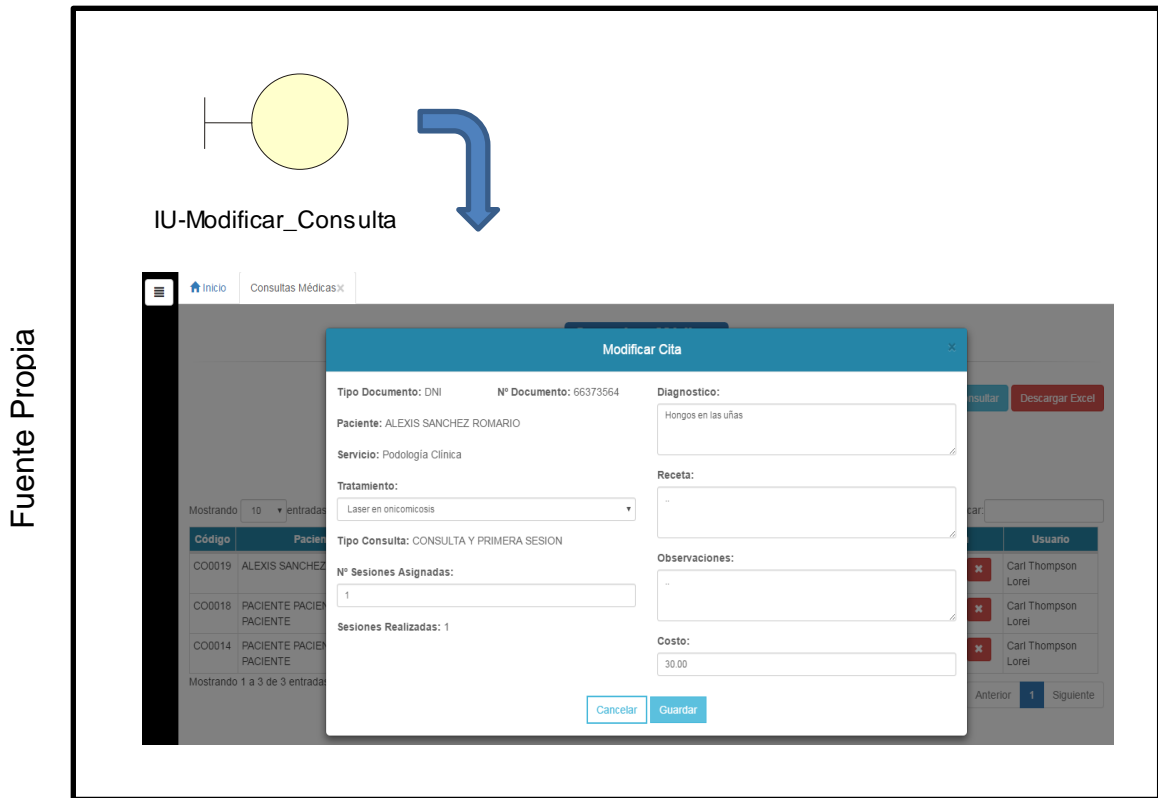 Fuente Propia
IU-Modificar_Consulta
Inicio Consultas Médicas x
Modificar Cita x
Tipo Documento: DNI Nº Documento: 66373564
Paciente: ALEXIS SANCHEZ ROMARIO
Servicio: Podología Clínica
Tratamiento:
Laser en onicomicosis
Tipo Consulta: CONSULTA Y PRIMERA SESION
Nº Sesiones Asignadas:
1
Sesiones Realizadas: 1
Diagnostico:
Hongos en las uñas
Receta:
..
Observaciones:
..
Costo:
30.00
Cancelar Guardar
Descargar Excel
Mostrando 10 entradas
Código Pacien Usuario
CO0019 ALEXIS SANCHEZ Carl Thompson
Lorei
CO0018 PACIENTE PACIEN Carl Thompson
PACIENTE Lorei
CO0014 PACIENTE PACIEN Carl Thompson
PACIENTE Lorei
Mostrando 1 a 3 de 3 entradas Anterior 1 Siguiente